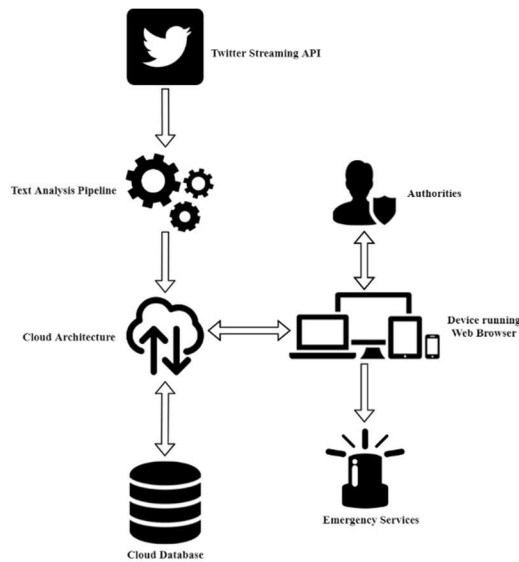 Twitter Streaming API
Text Analysis Pipeline
Authorities
Cloud Architecture
Device running
Web Browser
Emergency Services
Cloud Database